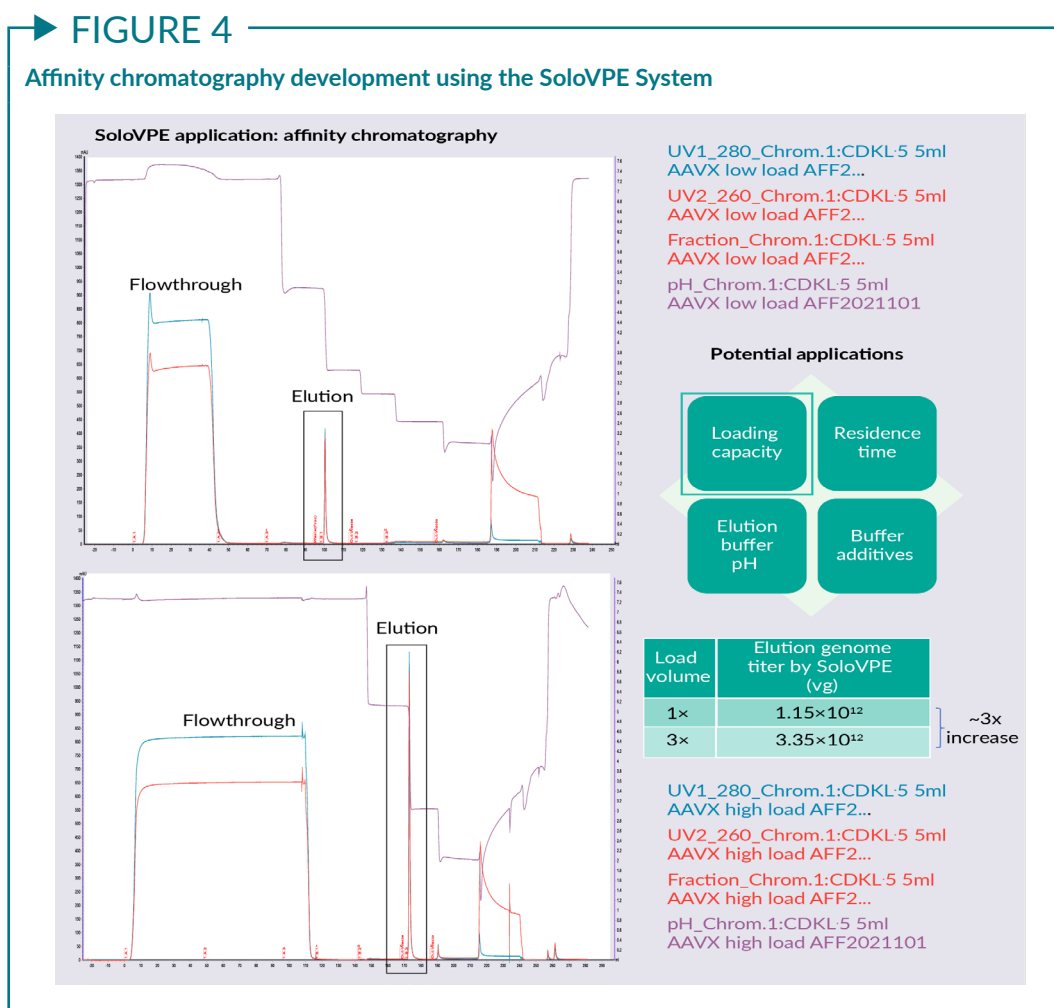 FIGURE 4
Affinity chromatography development using the SoloVPE System
SoloVPE application: affinity chromatography
mAU
Flowthrough
Elution
UV1_280_Chrom.1:CDKL5 5ml
AAVX low load AFF2...
UV2_260_Chrom.1:CDKL5 5ml
AAVX low load AFF2...
Fraction_Chrom.1:CDKL5 5ml
AAVX low load AFF2...
pH_Chrom.1:CDKL5 5ml
AAVX low load AFF2021101
Potential applications
Loading
capacity
Residence
time
Elution
buffer
pH
Buffer
additives
mAU
Flowthrough
Elution
Load
volume
Elution genome
titer by SoloVPE
(vg)
1×
1.15×10¹²
3×
3.35×10¹²
~3x
increase
UV1_280_Chrom.1:CDKL5 5ml
AAVX high load AFF2...
UV2_260_Chrom.1:CDKL5 5ml
AAVX high load AFF2...
Fraction_Chrom.1:CDKL5 5ml
AAVX high load AFF2...
pH_Chrom.1:CDKL5 5ml
AAVX high load AFF2021101